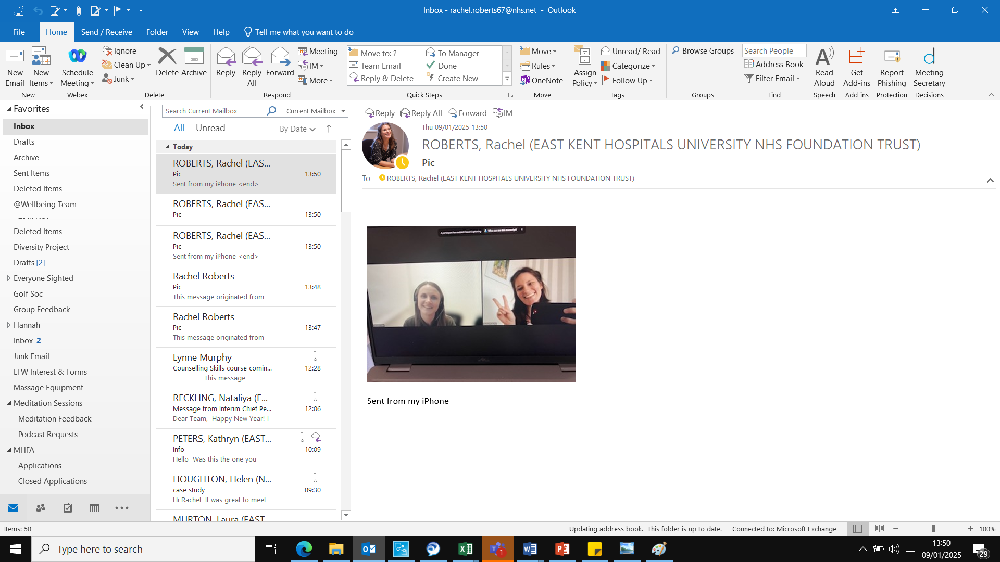 Inbox - rachel.roberts67@nhs.net - Outlook
File Home Send / Receive Folder View Help Tell me what you want to do
New Email
New Items
New
Schedule Meeting
Webex
Ignore
Clean Up
Junk
Delete
Archive
Delete
Reply
Reply All
Forward
Meeting
IM
More
Respond
Move to: ?
Team Email
Reply & Delete
To Manager
Done
Create New
Quick Steps
Move
Rules
OneNote
Move
Assign Policy
Unread/ Read
Categorize
Follow Up
Tags
Browse Groups
Groups
Search People
Address Book
Filter Email
Find
Read Aloud
Speech
Get Add-ins
Add-ins
Report Phishing
Protection
Meeting Secretary
Decisions
Favorites
Inbox
Drafts
Archive
Sent Items
Deleted Items
@Wellbeing Team
Deleted Items
Diversity Project
Drafts [2]
Everyone Sighted
Golf Soc
Group Feedback
Hannah
Inbox 2
Junk Email
LFW Interest & Forms
Massage Equipment
Meditation Sessions
Meditation Feedback
Podcast Requests
MHFA
Applications
Closed Applications
Search Current Mailbox
Current Mailbox
All Unread By Date
Today
ROBERTS, Rachel (EAS...
Pic 13:50
Sent from my iPhone <end>
ROBERTS, Rachel (EAS...
Pic 13:50
ROBERTS, Rachel (EAS...
Pic 13:50
Sent from my iPhone <end>
Rachel Roberts
Pic 13:48
This message originated from
Rachel Roberts
Pic 13:47
This message originated from
Lynne Murphy
Counselling Skills course comin... 12:28
This message
RECKLING, Nataliya (E...
Message from Interim Chief Pe... 12:06
Dear Team, Happy New Year! I
PETERS, Kathryn (EAST...
Info 10:09
Hello Was this the one you
HOUGHTON, Helen (N...
case study 09:30
Hi Rachel It was great to meet
MURTON, Laura (EAST
Reply Reply All Forward IM
Thu 09/01/2025 13:50
ROBERTS, Rachel (EAST KENT HOSPITALS UNIVERSITY NHS FOUNDATION TRUST)
Pic
To ROBERTS, Rachel (EAST KENT HOSPITALS UNIVERSITY NHS FOUNDATION TRUST)
A participant has enabled Closed Captioning Who can see this transcript?
Sent from my iPhone
Items: 50
Updating address book. This folder is up to date. Connected to: Microsoft Exchange 100%
Type here to search
1
13:50
09/01/2025
29